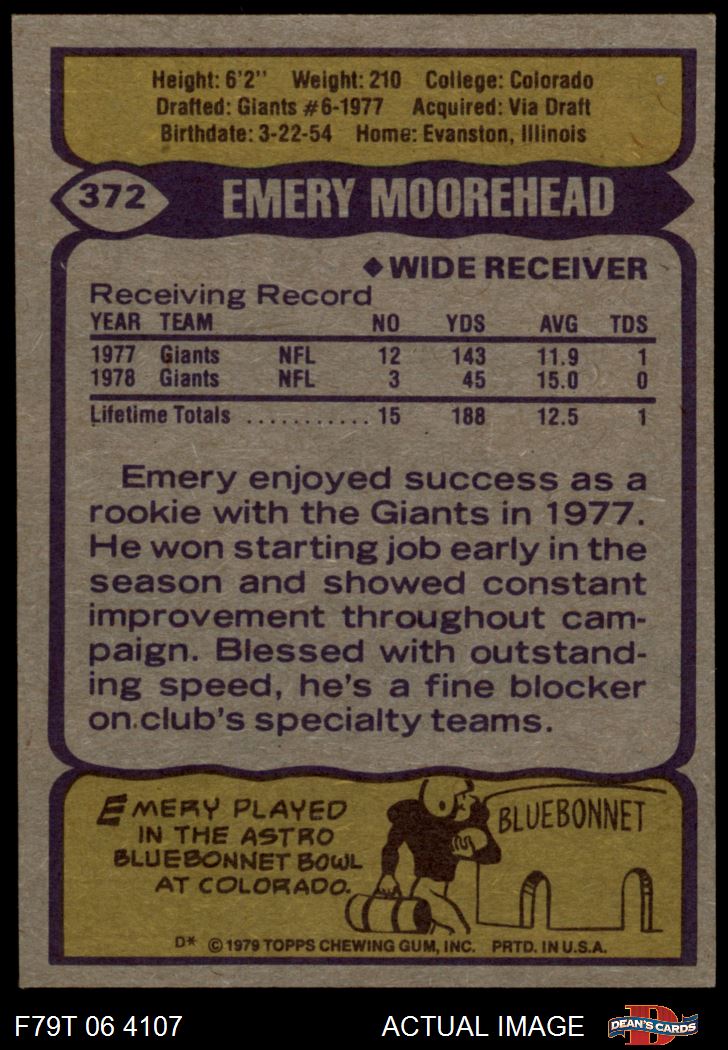 Height: 6'2" Weight: 210 College: Colorado
Drafted: Giants #6-1977 Acquired: Via Draft
Birthdate: 3-22-54 Home: Evanston, Illinois
372 EMERY MOOREHEAD
◆ WIDE RECEIVER
Receiving Record
YEAR TEAM NO YDS AVG TDS
1977 Giants NFL 12 143 11.9 1
1978 Giants NFL 3 45 15.0 0
Lifetime Totals ........... 15 188 12.5 1
Emery enjoyed success as a
rookie with the Giants in 1977.
He won starting job early in the
season and showed constant
improvement throughout cam-
paign. Blessed with outstand-
ing speed, he's a fine blocker
on club's specialty teams.
EMERY PLAYED
IN THE ASTRO
BLUEBONNET BOWL
AT COLORADO.
BLUEBONNET
D* © 1979 TOPPS CHEWING GUM, INC. PRTD. IN U.S.A.
F79T 06 4107 ACTUAL IMAGE
D
DEAN'S CARDS